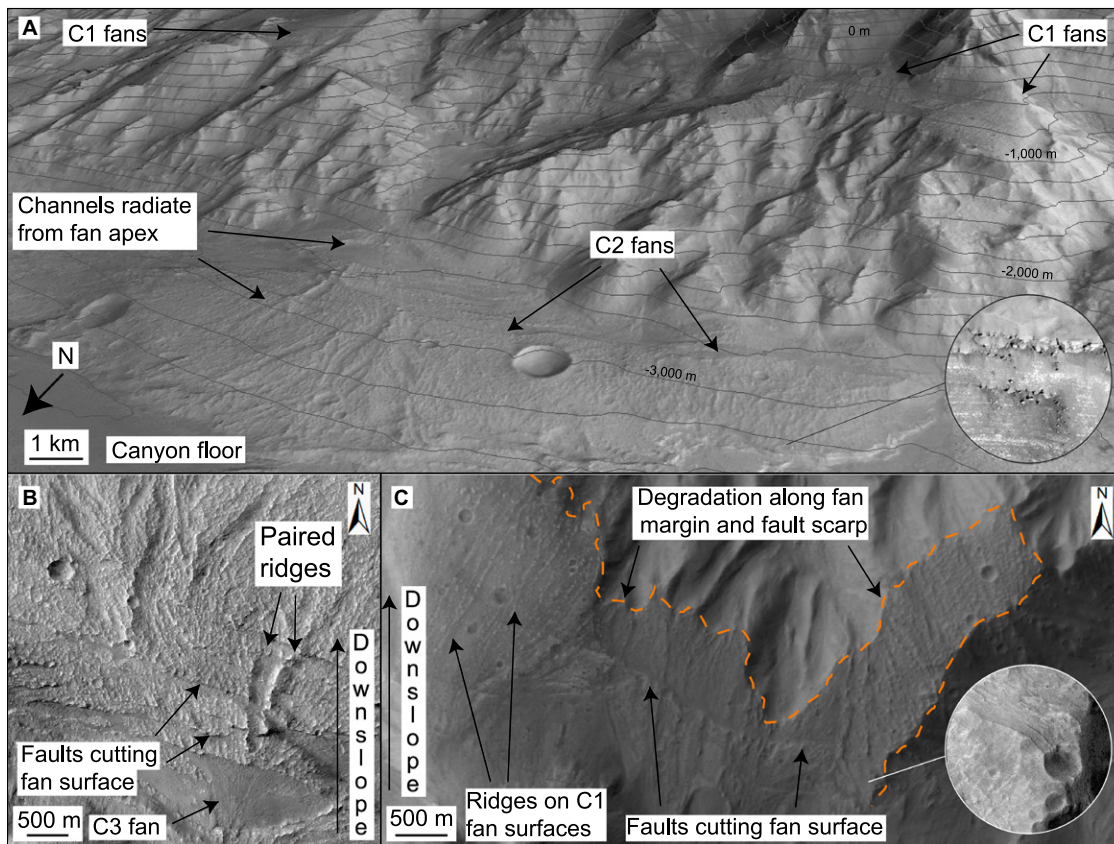 A
C1 fans
0 m
C1 fans
-1,000 m
Channels radiate
from fan apex
C2 fans
-2,000 m
-3,000 m
N
1 km
Canyon floor
B
N
Paired
ridges
Downslope
Faults cutting
fan surface
C3 fan
500 m
C
N
Degradation along fan
margin and fault scarp
Downslope
Ridges on C1
fan surfaces
Faults cutting fan surface
500 m